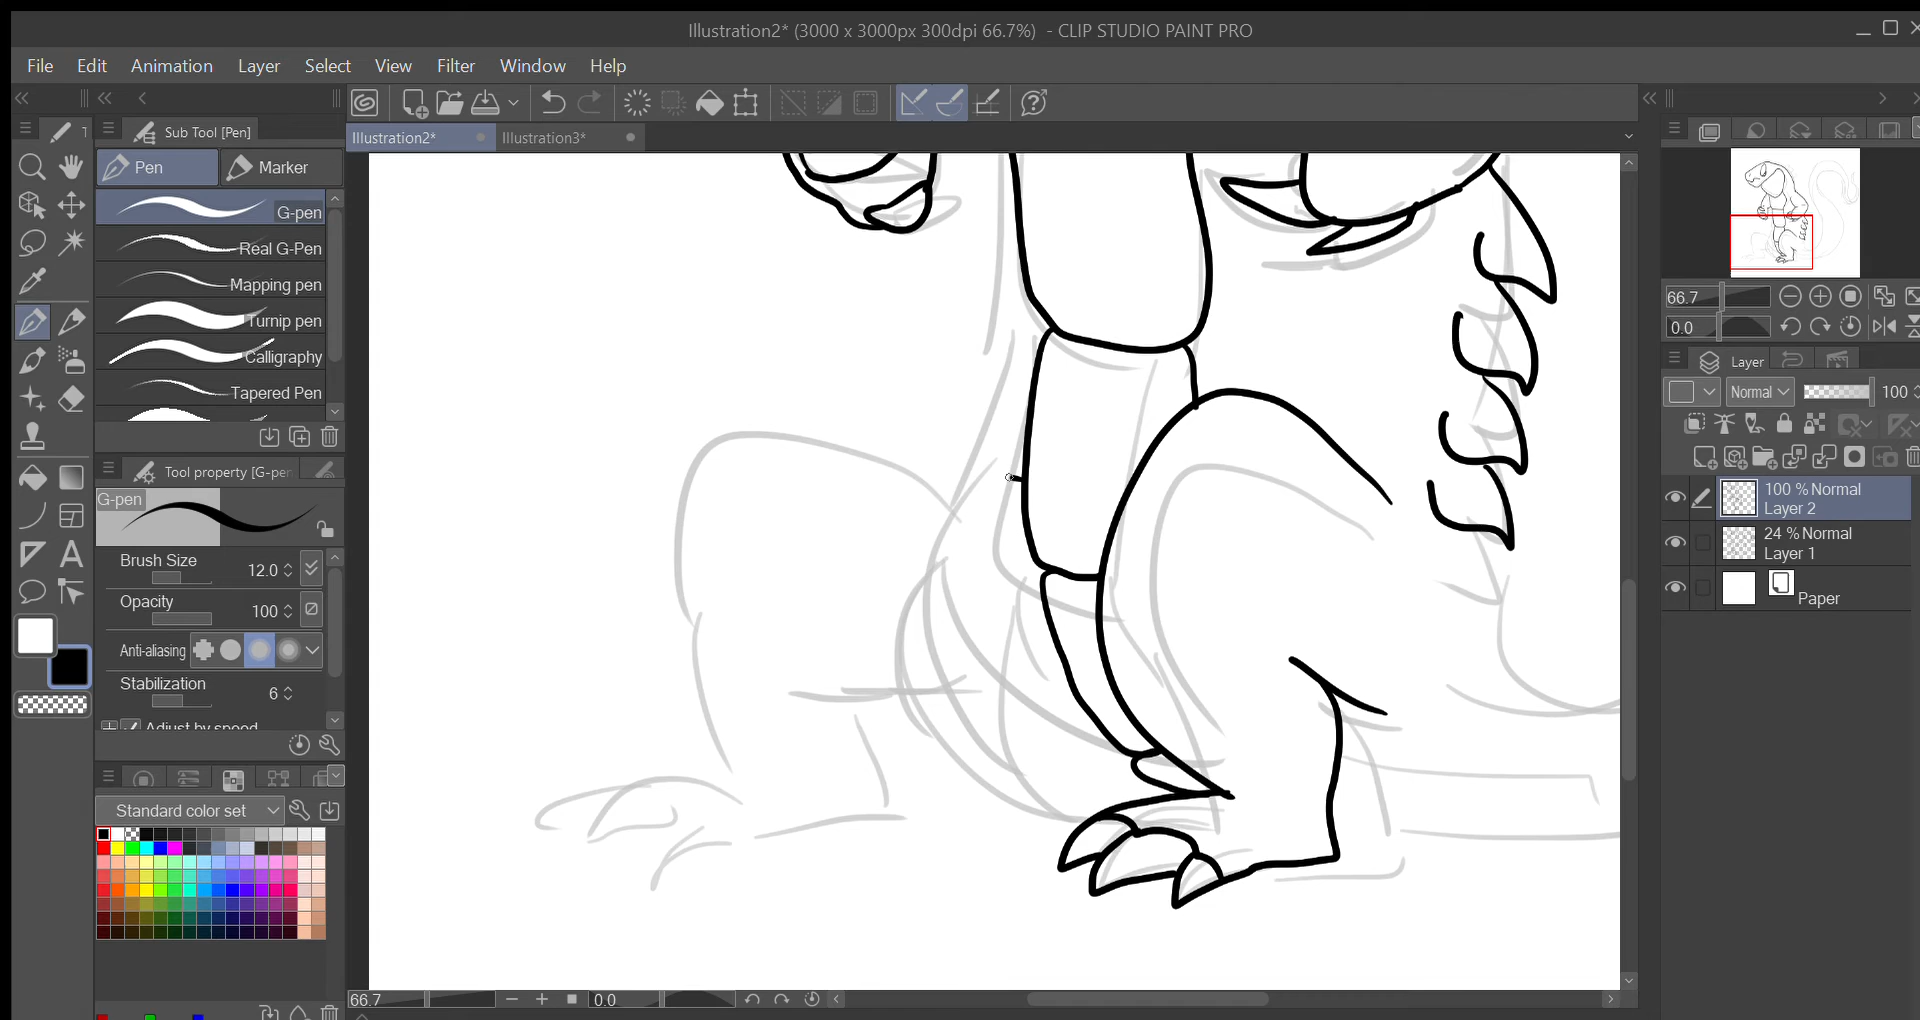 Illustration2* (3000 x 3000px 300dpi 66.7%)  - CLIP STUDIO PAINT PRO
File Edit Animation Layer Select View Filter Window Help
Sub Tool [Pen]
Illustration2* Illustration3*
Pen Marker
G-pen
Real G-Pen
Mapping pen
Turnip pen
Calligraphy
Tapered Pen
Tool property [G-pen
G-pen
Brush Size 12.0
Opacity 100
Anti-aliasing
Stabilization 6
Adjust by speed
Standard color set
66.7 0.0
66.7
0.0
Layer
Normal 100
100 % Normal
Layer 2
24 % Normal
Layer 1
Paper